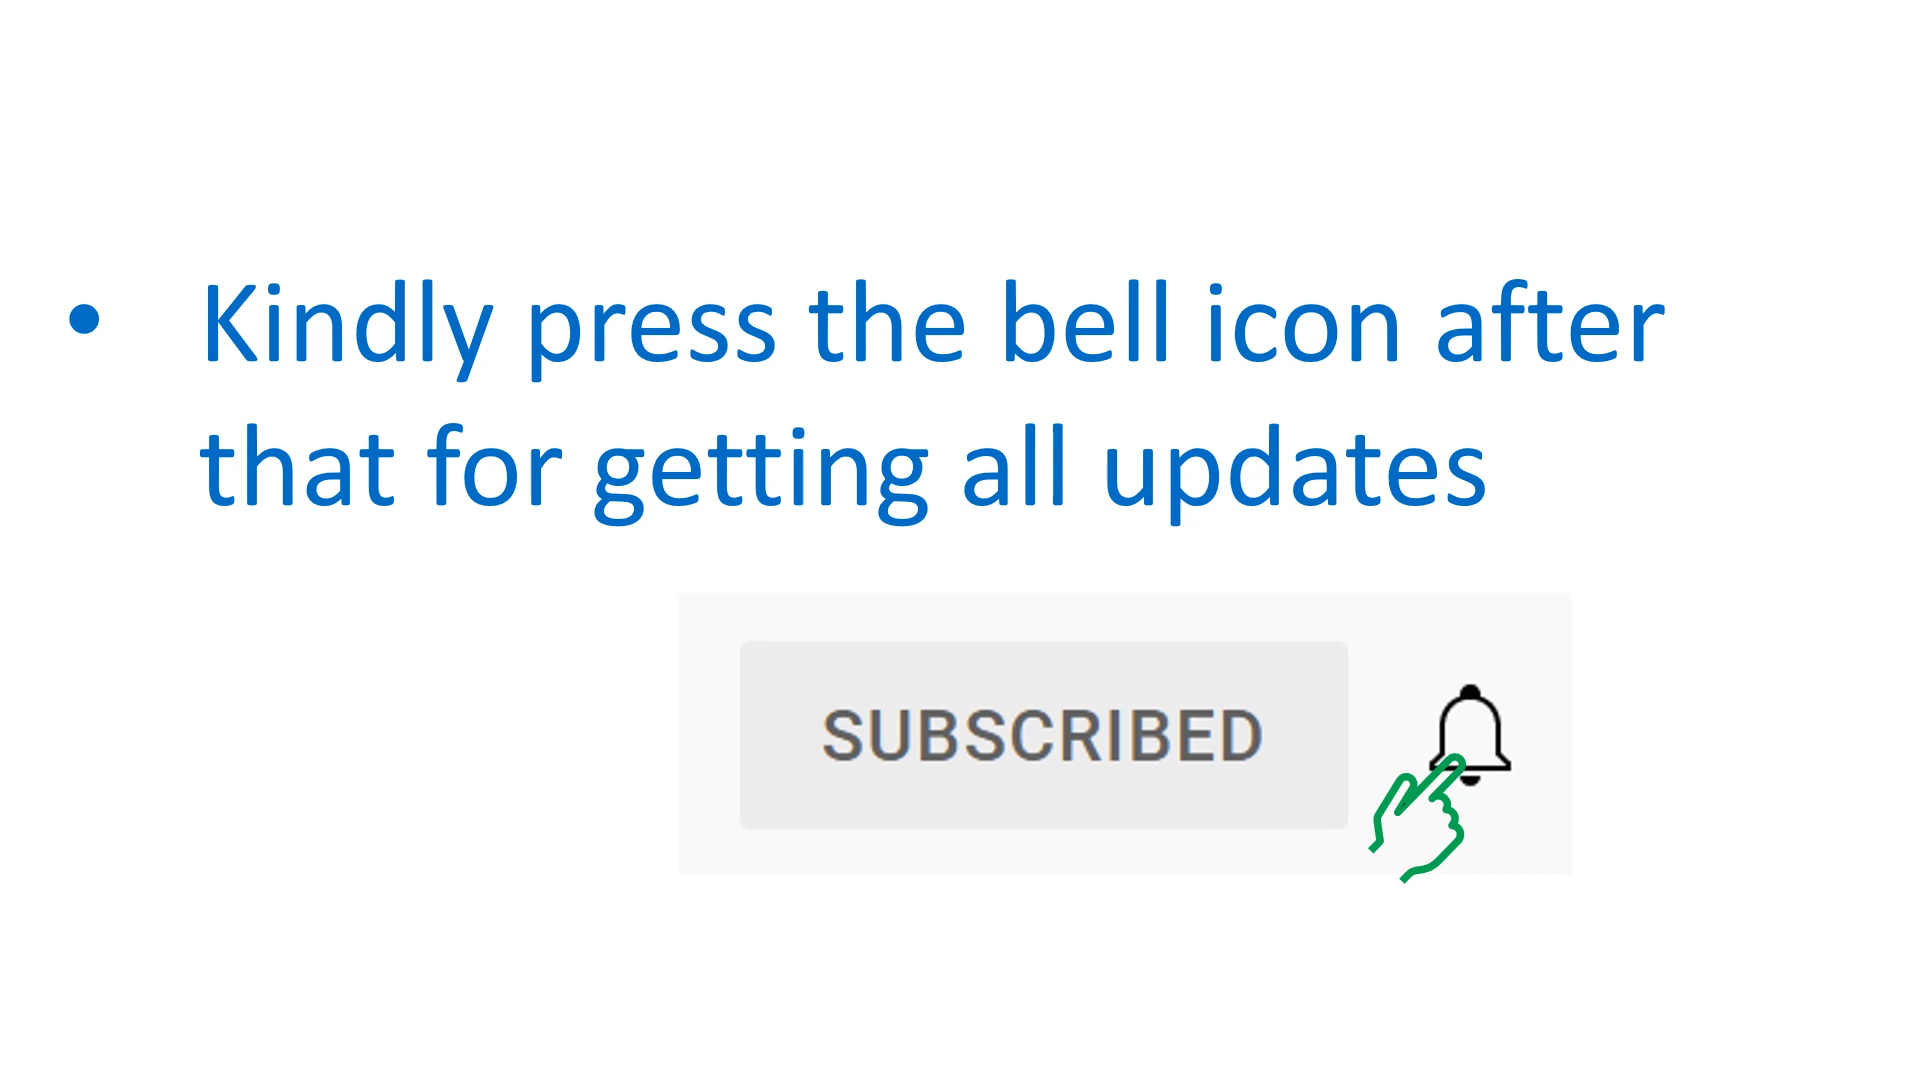 • Kindly press the bell icon after
that for getting all updates
SUBSCRIBED